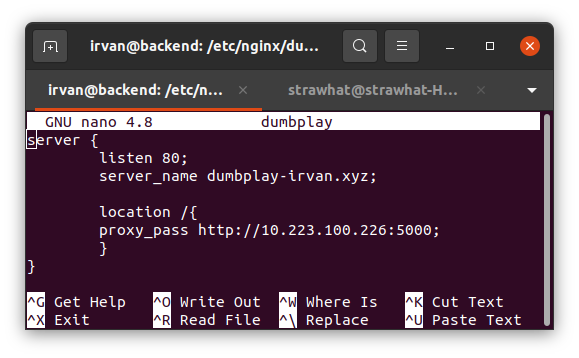 irvan@backend: /etc/nginx/du...
irvan@backend: /etc/n... × strawhat@strawhat-H... ×
GNU nano 4.8 dumbplay
server {
        listen 80;
        server_name dumbplay-irvan.xyz;

        location /{
        proxy_pass http://10.223.100.226:5000;
        }
}
^G Get Help ^O Write Out ^W Where Is ^K Cut Text
^X Exit ^R Read File ^\ Replace ^U Paste Text